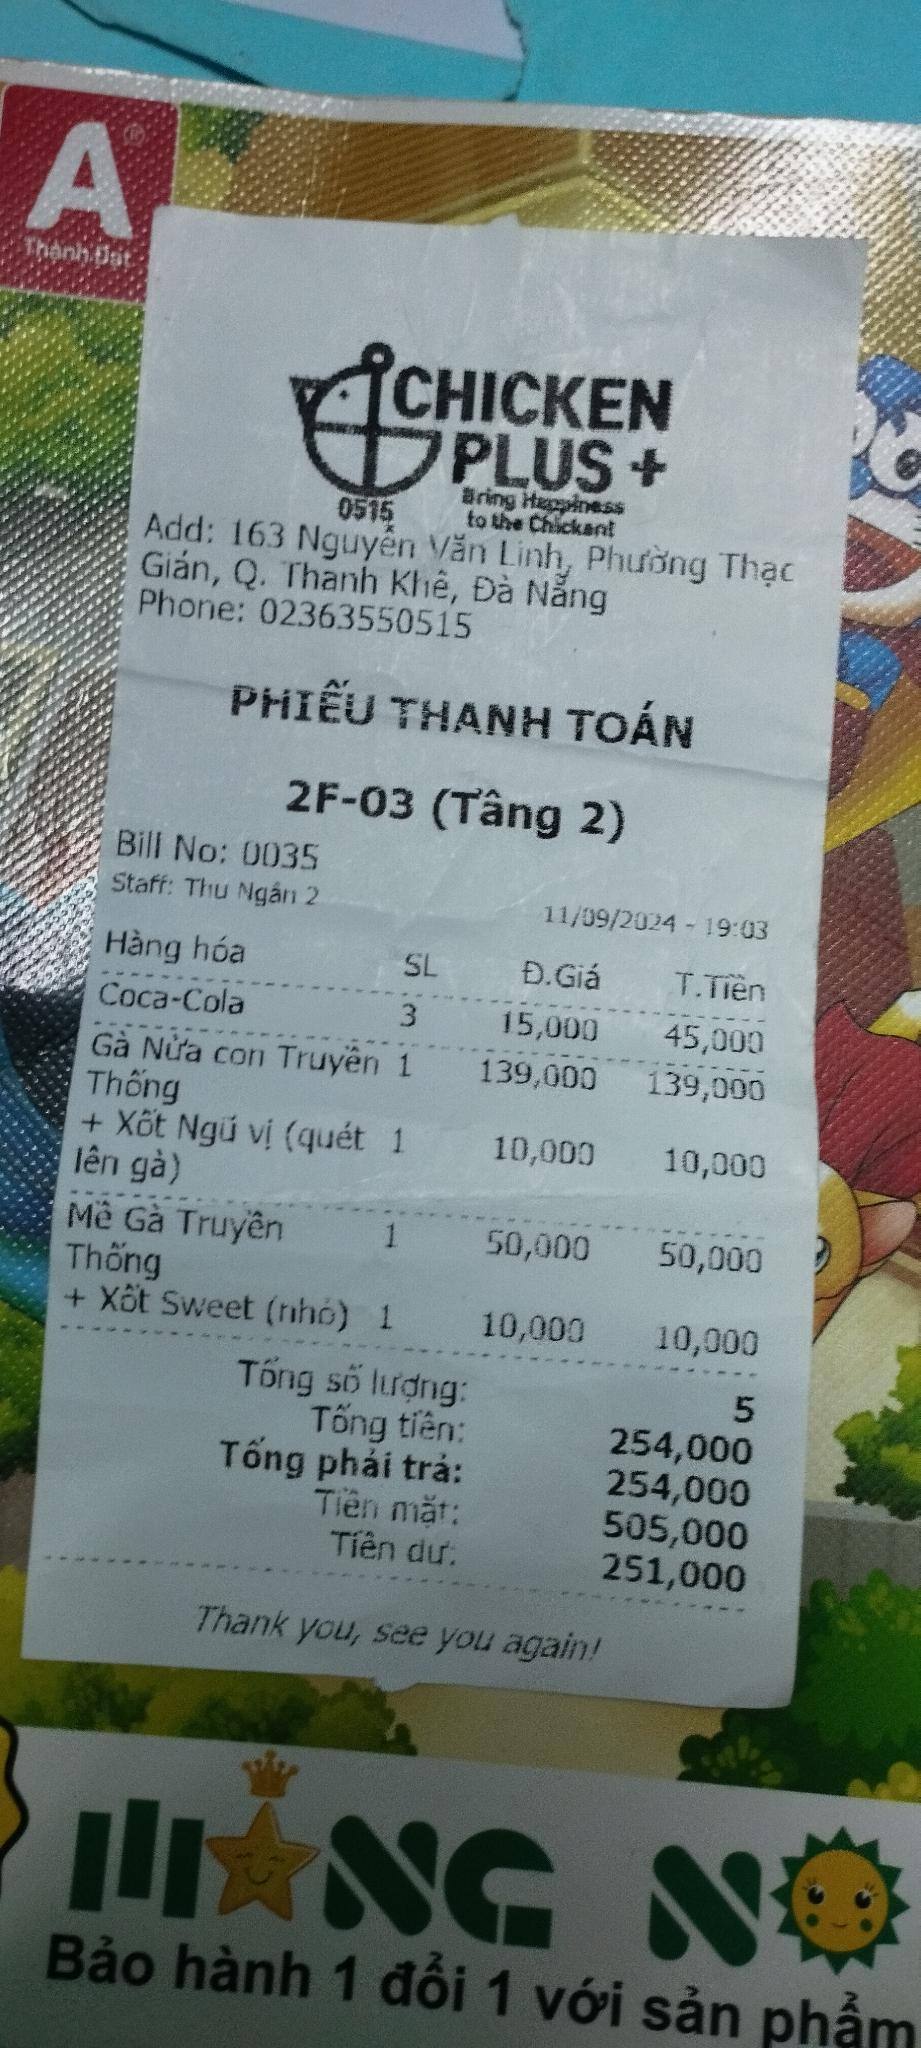 A®
Thành Đạt
CHICKEN
PLUS +
Bring Happiness
to the Chicken!
0515
Add: 163 Nguyễn Văn Linh, Phường Thạc
Gián, Q. Thanh Khê, Đà Nẵng
Phone: 02363550515
PHIẾU THANH TOÁN
2F-03 (Tầng 2)
Bill No: 0035
Staff: Thu Ngân 2
11/09/2024 - 19:03
Hàng hóa SL Đ.Giá T.Tiền
Coca-Cola 3 15,000 45,000
Gà Nửa con Truyền 1 139,000 139,000
Thống
+ Xốt Ngũ vị (quét 1 10,000 10,000
lên gà)
Mề Gà Truyền 1 50,000 50,000
Thống
+ Xốt Sweet (nhỏ) 1 10,000 10,000
Tổng số lượng: 5
Tổng tiền: 254,000
Tổng phải trả: 254,000
Tiền mặt: 505,000
Tiền dư: 251,000
Thank you, see you again!
Bảo hành 1 đổi 1 với sản phẩm